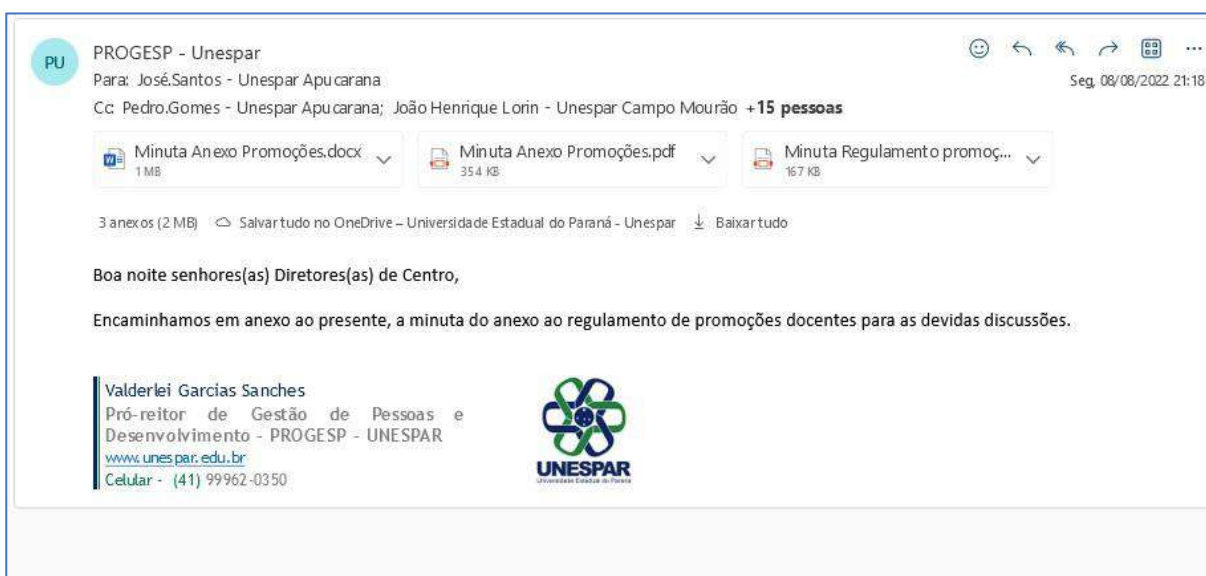 PU
PROGESP - Unespar
Para: José.Santos - Unespar Apucarana
Seg, 08/08/2022 21:18
Cc: Pedro.Gomes - Unespar Apucarana; João Henrique Lorin - Unespar Campo Mourão +15 pessoas
Minuta Anexo Promoções.docx
1 MB
Minuta Anexo Promoções.pdf
354 KB
Minuta Regulamento promoç...
167 KB
3 anexos (2 MB) Salvar tudo no OneDrive – Universidade Estadual do Paraná - Unespar Baixar tudo
Boa noite senhores(as) Diretores(as) de Centro,
Encaminhamos em anexo ao presente, a minuta do anexo ao regulamento de promoções docentes para as devidas discussões.
Valderlei Garcias Sanches
Pró-reitor de Gestão de Pessoas e
Desenvolvimento - PROGESP - UNESPAR
www.unespar.edu.br
Celular - (41) 99962-0350
UNESPAR
Universidade Estadual do Paraná